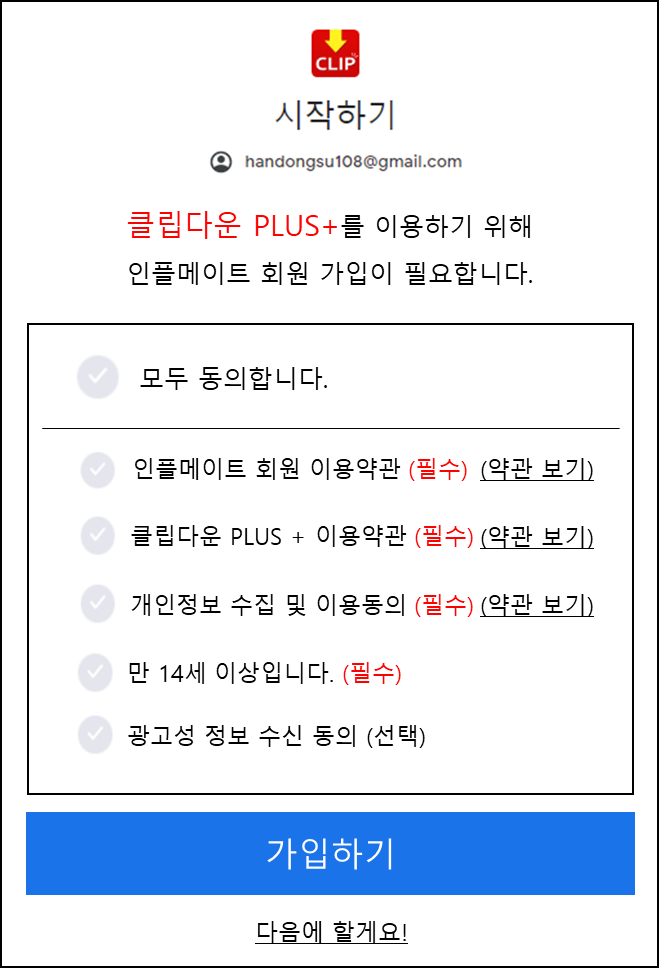 CLIP
시작하기
handongsu108@gmail.com
클립다운 PLUS+를 이용하기 위해
인플메이트 회원 가입이 필요합니다.
모두 동의합니다.
인플메이트 회원 이용약관 (필수) (약관 보기)
클립다운 PLUS + 이용약관 (필수) (약관 보기)
개인정보 수집 및 이용동의 (필수) (약관 보기)
만 14세 이상입니다. (필수)
광고성 정보 수신 동의 (선택)
가입하기
다음에 할게요!